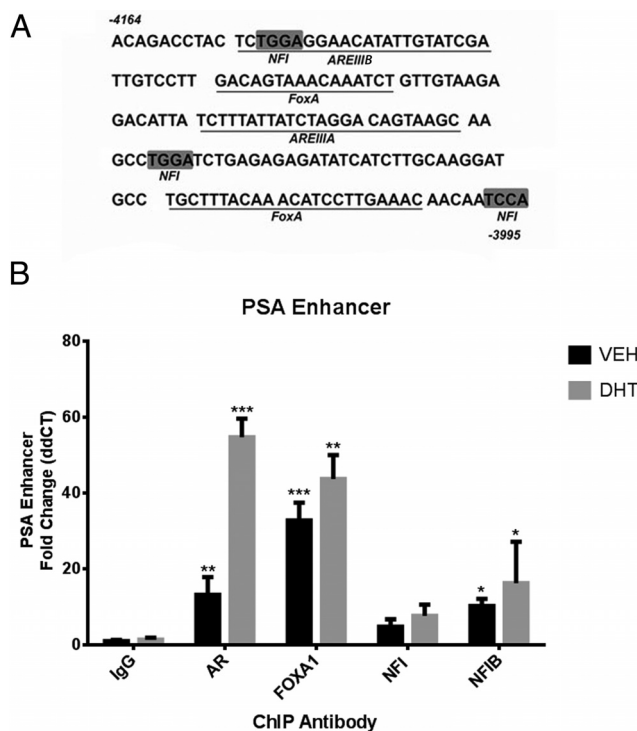 A
-4164
ACAGACCTAC TCTGGAGGAACATATTGTATCGA
NFI AREIIIB
TTGTCCTT GACAGTAAACAAATCT GTTGTAAGA
FoxA
GACATTA TCTTTATTATCTAGGA CAGTAAGC AA
AREIIIA
GCCTGGATCTGAGAGAGATATCATCTTGCAAGGAT
NFI
GCC TGCTTTACAA ACATCCTTGAAAC AACAATCCA
FoxA NFI
-3995
B
PSA Enhancer
80
60
40
20
0
PSA Enhancer
Fold Change (ddCT)
** *** *** ** * *
VEH
DHT
IgG AR FOXA1 NFI NFIB
ChIP Antibody